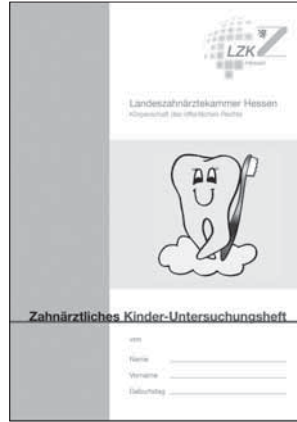 LZK
Hessen
Landeszahnärztekammer Hessen
Körperschaft des öffentlichen Rechts
Zahnärztliches Kinder-Untersuchungsheft
von
Name
Vorname
Geburtstag